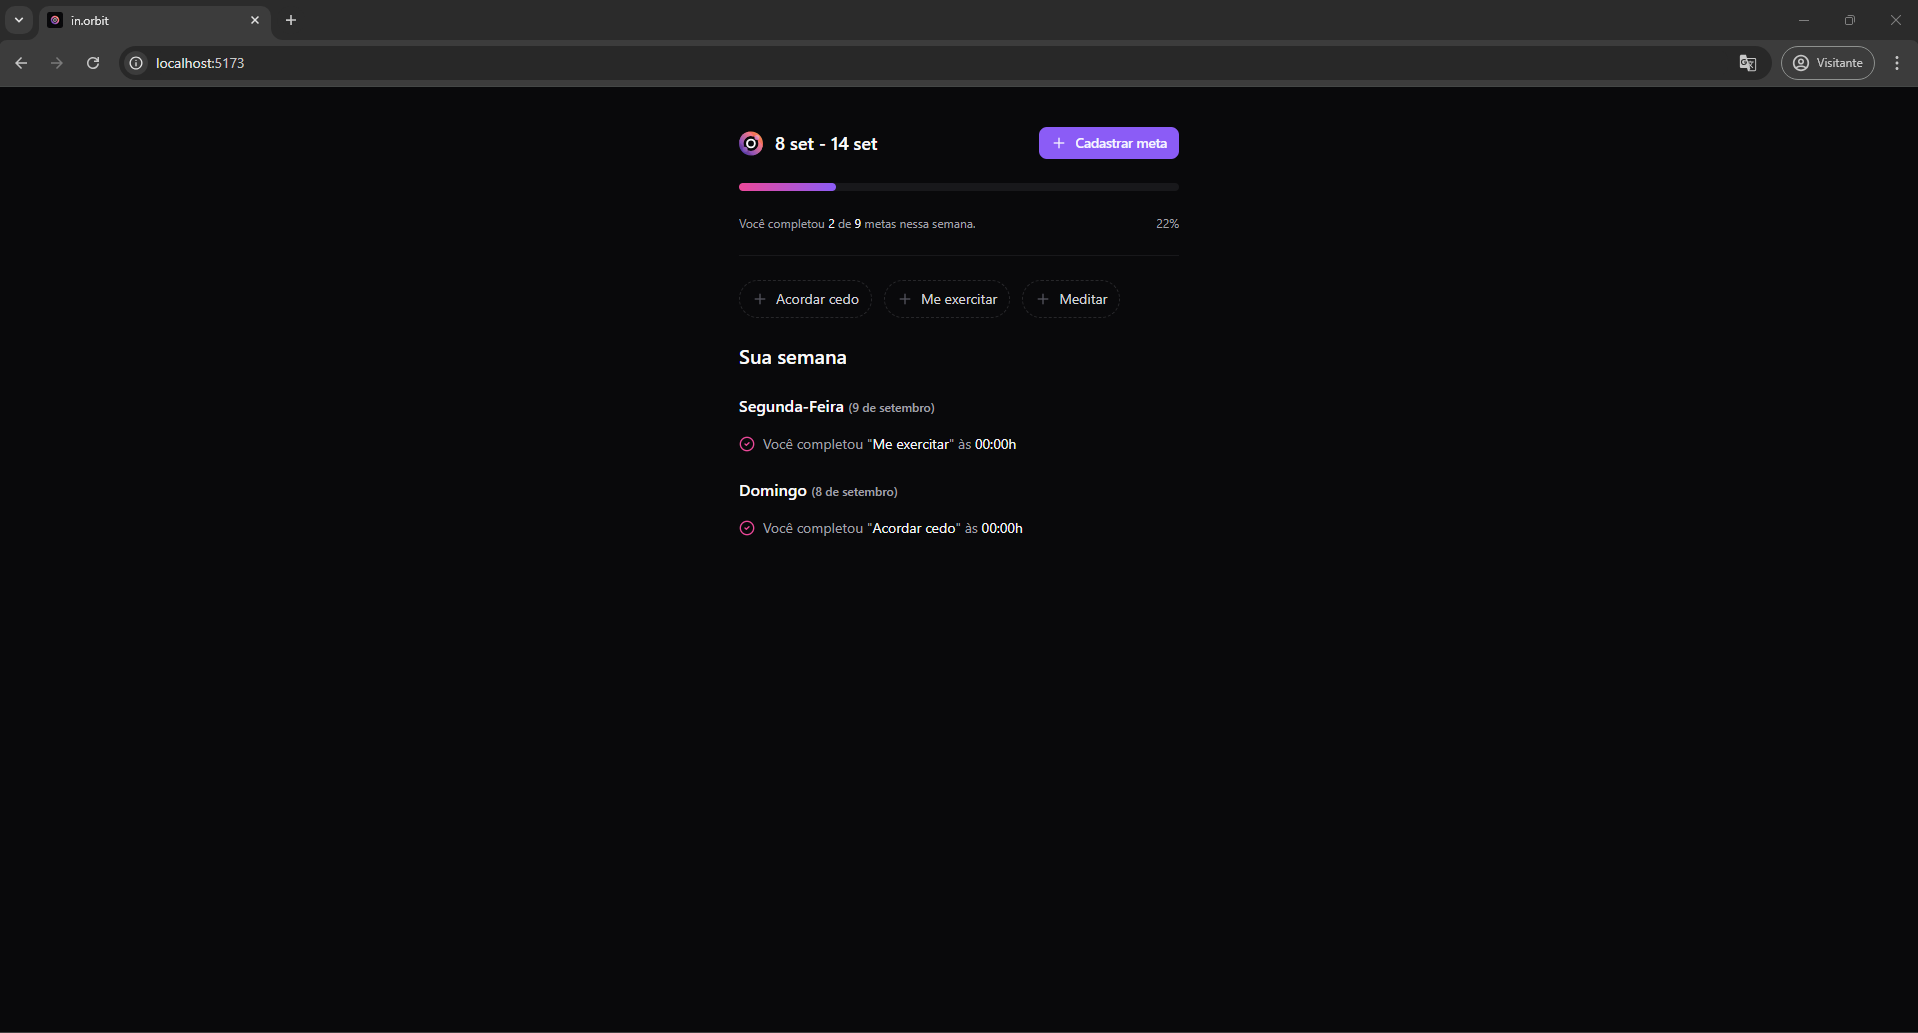 in.orbit
localhost:5173
Visitante
8 set - 14 set
Cadastrar meta
Você completou 2 de 9 metas nessa semana.
22%
Acordar cedo
Me exercitar
Meditar
Sua semana
Segunda-Feira (9 de setembro)
Você completou "Me exercitar" às 00:00h
Domingo (8 de setembro)
Você completou "Acordar cedo" às 00:00h